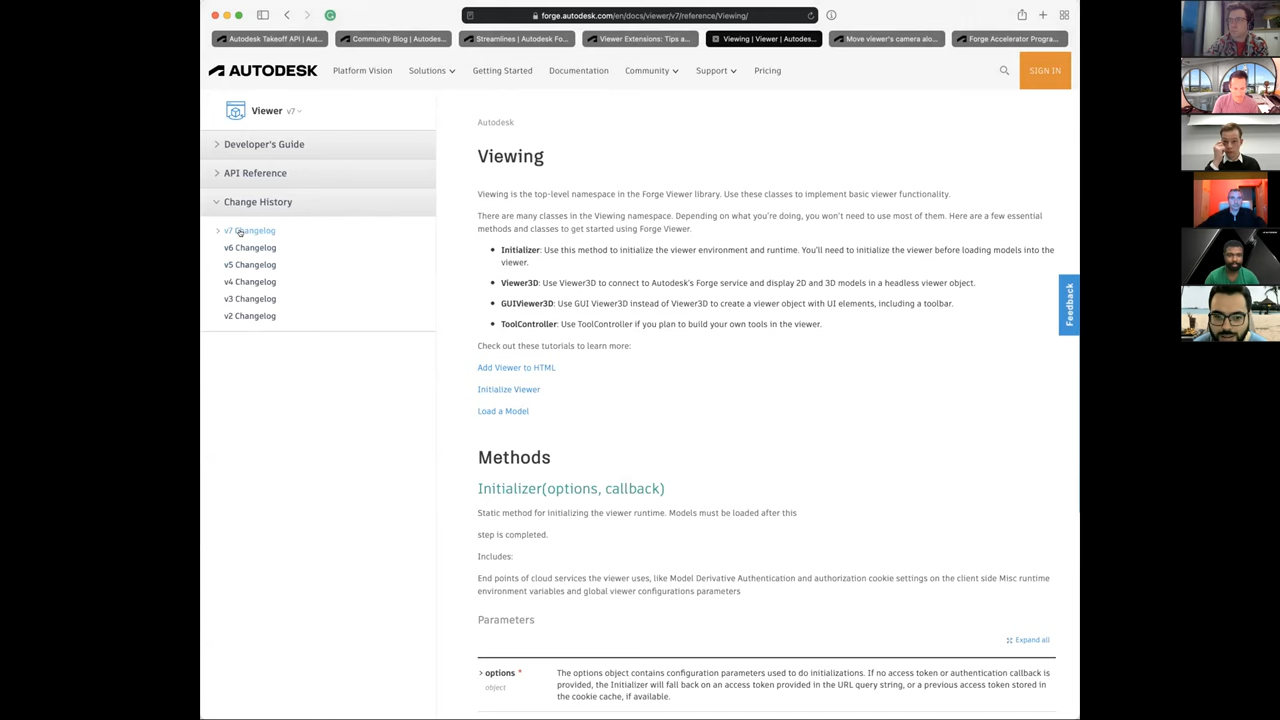 forge.autodesk.com/en/docs/viewer/v7/reference/Viewing/
Autodesk Takeoff API | Aut...
Community Blog | Autodes...
Streamlines | Autodesk Fo...
Viewer Extensions: Tips a...
Viewing | Viewer | Autodes...
Move viewer's camera alo...
Forge Accelerator Progra...
AUTODESK
Platform Vision
Solutions
Getting Started
Documentation
Community
Support
Pricing
SIGN IN
Viewer v7
Developer's Guide
API Reference
Change History
v7 Changelog
v6 Changelog
v5 Changelog
v4 Changelog
v3 Changelog
v2 Changelog
Autodesk
Viewing
Viewing is the top-level namespace in the Forge Viewer library. Use these classes to implement basic viewer functionality.
There are many classes in the Viewing namespace. Depending on what you're doing, you won't need to use most of them. Here are a few essential
methods and classes to get started using Forge Viewer.
Initializer: Use this method to initialize the viewer environment and runtime. You'll need to initialize the viewer before loading models into the
viewer.
Viewer3D: Use Viewer3D to connect to Autodesk's Forge service and display 2D and 3D models in a headless viewer object.
GUIViewer3D: Use GUI Viewer3D instead of Viewer3D to create a viewer object with UI elements, including a toolbar.
ToolController: Use ToolController if you plan to build your own tools in the viewer.
Check out these tutorials to learn more:
Add Viewer to HTML
Initialize Viewer
Load a Model
Methods
Initializer(options, callback)
Static method for initializing the viewer runtime. Models must be loaded after this
step is completed.
Includes:
End points of cloud services the viewer uses, like Model Derivative Authentication and authorization cookie settings on the client side Misc runtime
environment variables and global viewer configurations parameters
Parameters
Expand all
options *
object
The options object contains configuration parameters used to do initializations. If no access token or authentication callback is
provided, the Initializer will fall back on an access token provided in the URL query string, or a previous access token stored in
the cookie cache, if available.
Feedback